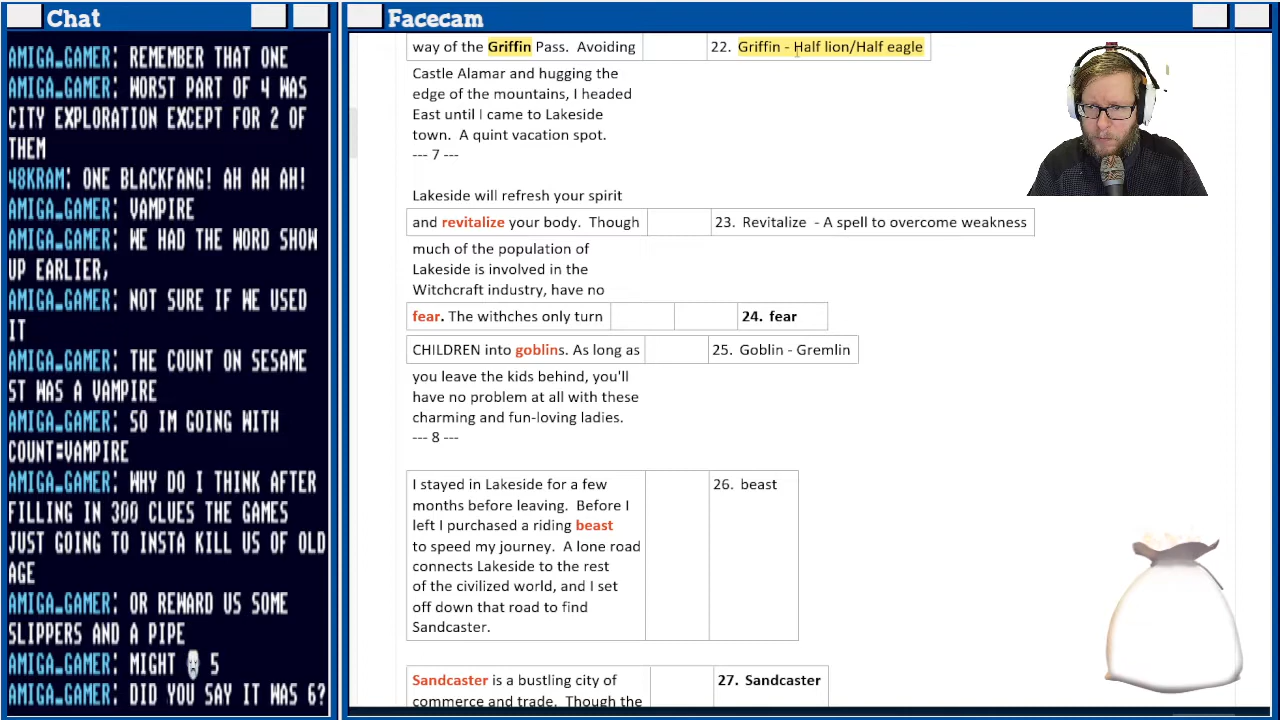 Chat
AMIGA_GAMER: REMEMBER THAT ONE
AMIGA_GAMER: WORST PART OF 4 WAS
CITY EXPLORATION EXCEPT FOR 2 OF
THEM
48KRAM: ONE BLACKFANG! AH AH AH!
AMIGA_GAMER: VAMPIRE
AMIGA_GAMER: WE HAD THE WORD SHOW
UP EARLIER,
AMIGA_GAMER: NOT SURE IF WE USED
IT
AMIGA_GAMER: THE COUNT ON SESAME
ST WAS A VAMPIRE
AMIGA_GAMER: SO IM GOING WITH
COUNT=VAMPIRE
AMIGA_GAMER: WHY DO I THINK AFTER
FILLING IN 300 CLUES THE GAMES
JUST GOING TO INSTA KILL US OF OLD
AGE
AMIGA_GAMER: OR REWARD US SOME
SLIPPERS AND A PIPE
AMIGA_GAMER: MIGHT 5
AMIGA_GAMER: DID YOU SAY IT WAS 6?
Facecam
way of the Griffin Pass. Avoiding
22. Griffin - Half lion/Half eagle
Castle Alamar and hugging the
edge of the mountains, I headed
East until I came to Lakeside
town. A quint vacation spot.
--- 7 ---
Lakeside will refresh your spirit
and revitalize your body. Though
23. Revitalize - A spell to overcome weakness
much of the population of
Lakeside is involved in the
Witchcraft industry, have no
fear. The withches only turn
24. fear
CHILDREN into goblins. As long as
25. Goblin - Gremlin
you leave the kids behind, you'll
have no problem at all with these
charming and fun-loving ladies.
--- 8 ---
I stayed in Lakeside for a few
26. beast
months before leaving. Before I
left I purchased a riding beast
to speed my journey. A lone road
connects Lakeside to the rest
of the civilized world, and I set
off down that road to find
Sandcaster.
Sandcaster is a bustling city of
27. Sandcaster
commerce and trade. Though the